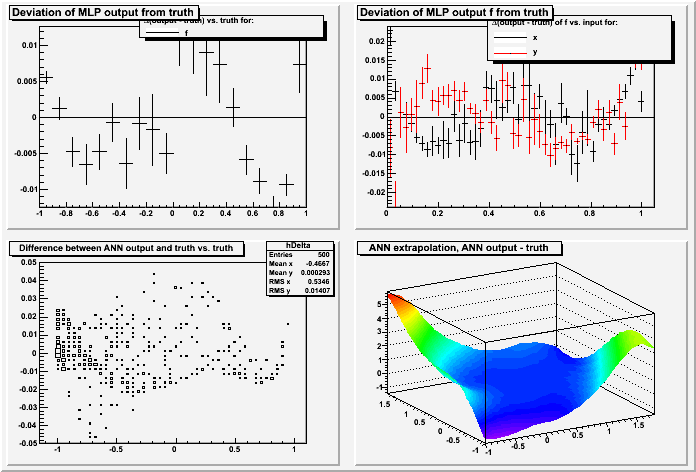 Deviation of MLP output from truth
Δ(output - truth) vs. truth for:
f
0.01
0.005
0
-0.005
-0.01
-1 -0.8 -0.6 -0.4 -0.2 0 0.2 0.4 0.6 0.8 1
Deviation of MLP output f from truth
Δ(output - truth) of f vs. input for:
x
y
0.02
0.015
0.01
0.005
0
-0.005
-0.01
-0.015
-0.02
0 0.2 0.4 0.6 0.8 1
Difference between ANN output and truth vs. truth
hDelta
Entries 500
Mean x -0.4667
Mean y 0.000293
RMS x 0.5346
RMS y 0.01407
0.05
0.04
0.03
0.02
0.01
0
-0.01
-0.02
-0.03
-0.04
-0.05
-1 -0.5 0 0.5 1
ANN extrapolation, ANN output - truth
5
4
3
2
1
0
-1
1.5 1 0.5 0 -0.5 -1
-1 -0.5 0 0.5 1 1.5